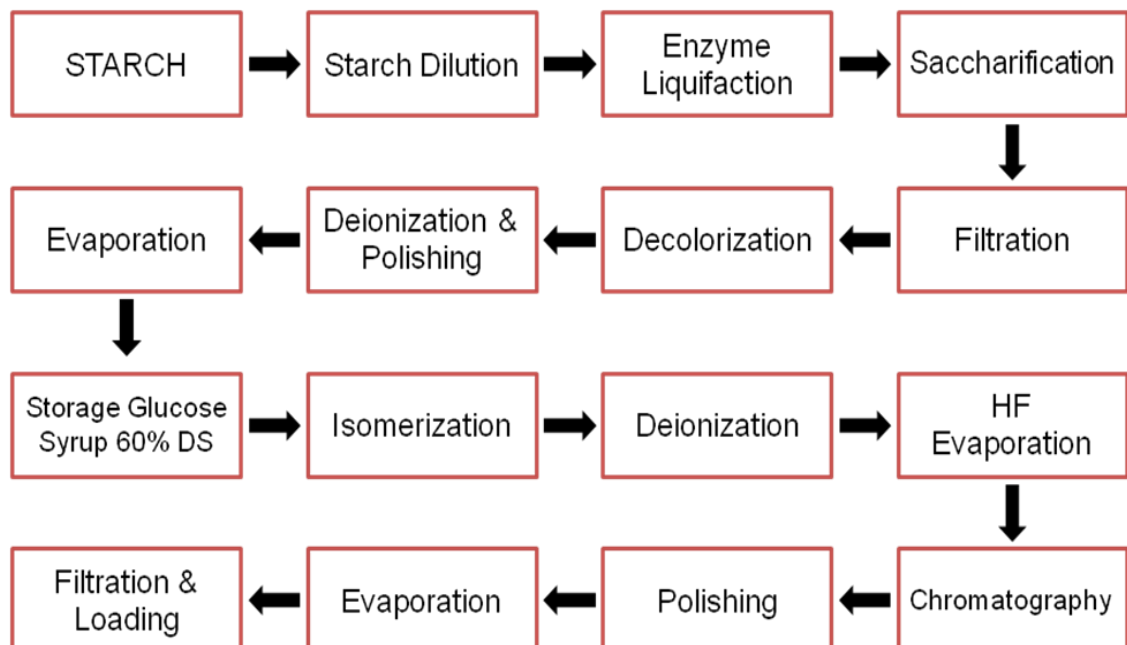 STARCH
Starch Dilution
Enzyme
Liquifaction
Saccharification
Evaporation
Deionization &
Polishing
Decolorization
Filtration
Storage Glucose
Syrup 60% DS
Isomerization
Deionization
HF
Evaporation
Filtration &
Loading
Evaporation
Polishing
Chromatography